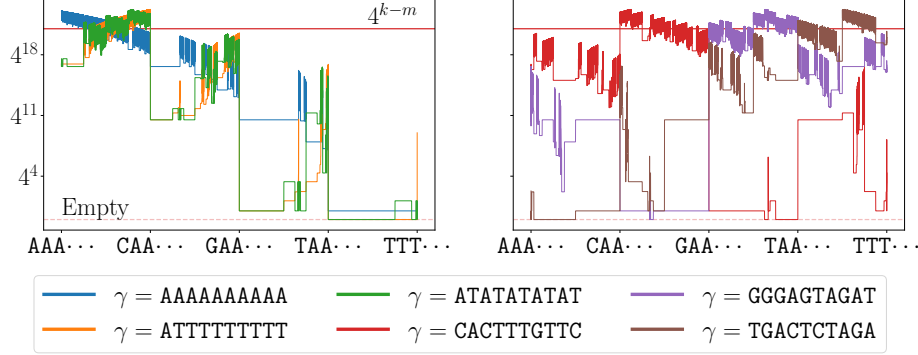 4^{k−m}
4^{18}
4^{11}
4^{4}
Empty
AAA··· CAA··· GAA··· TAA··· TTT···
AAA··· CAA··· GAA··· TAA··· TTT···
γ = AAAAAAAAAA γ = ATATATATAT γ = GGGAGTAGAT
γ = ATTTTTTTTT γ = CACTTTGTTC γ = TGACTCTAGA